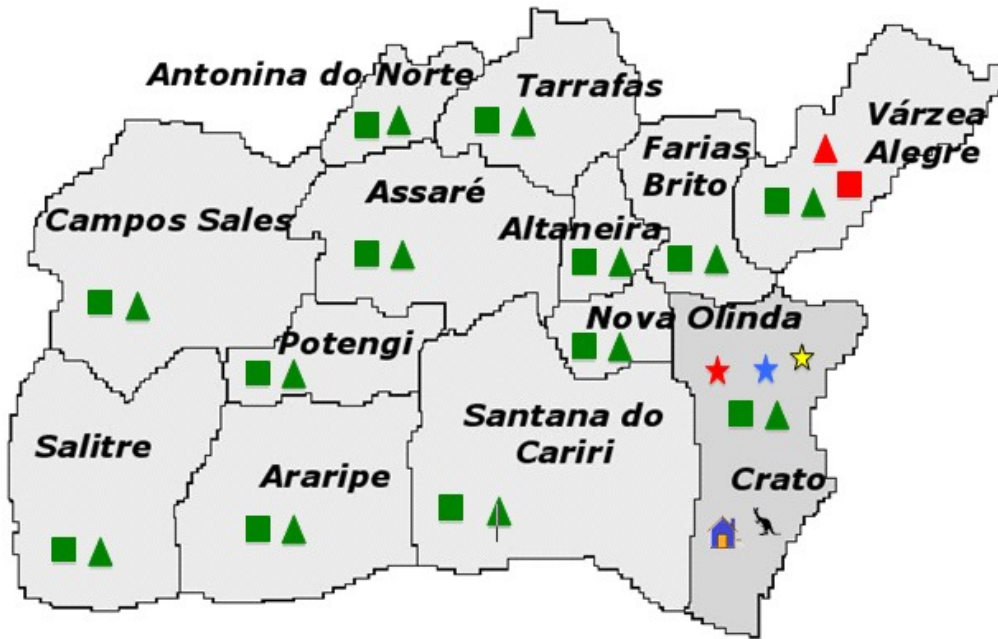 Antonina do Norte
Tarrafas
Várzea
Alegre
Farias
Brito
Assaré
Campos Sales
Altaneira
Nova Olinda
Potengi
Santana do
Cariri
Salitre
Araripe
Crato